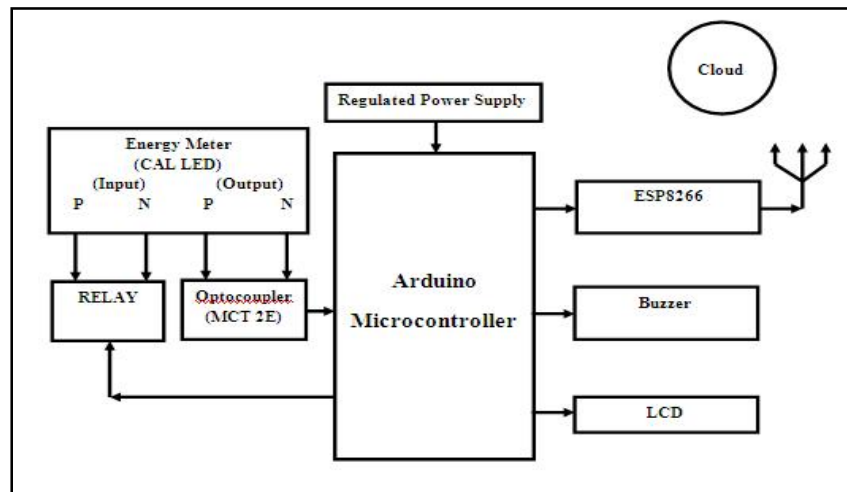 Cloud
Regulated Power Supply
Energy Meter
(CAL LED)
(Input) (Output)
P N P N
ESP8266
RELAY
Optocoupler
(MCT 2E)
Arduino
Microcontroller
Buzzer
LCD